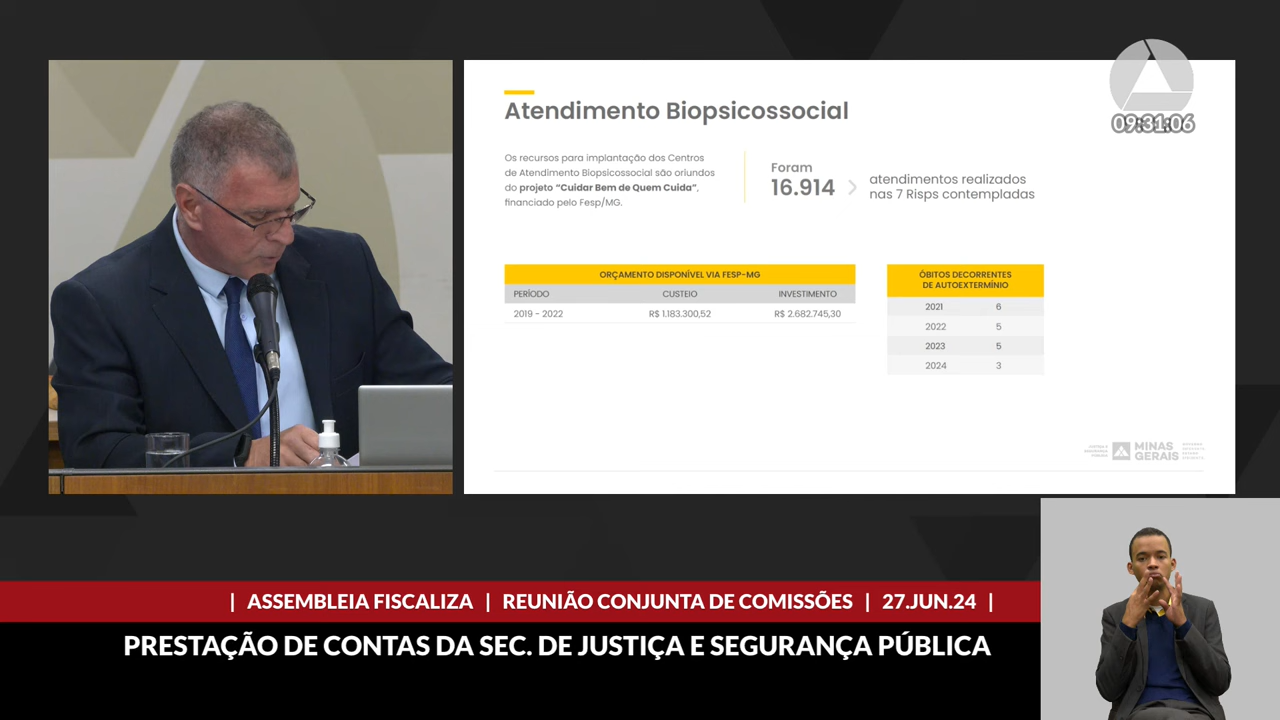 Atendimento Biopsicossocial
09:31:06
Os recursos para implantação dos Centros
de Atendimento Biopsicossocial são oriundos
do projeto “Cuidar Bem de Quem Cuida”,
financiado pelo Fesp/MG.
Foram
16.914
atendimentos realizados
nas 7 Risps contempladas
ORÇAMENTO DISPONÍVEL VIA FESP-MG
PERÍODO CUSTEIO INVESTIMENTO
2019 - 2022 R$ 1.183.300,52 R$ 2.682.745,30
ÓBITOS DECORRENTES
DE AUTOEXTERMÍNIO
2021 6
2022 5
2023 5
2024 3
MINAS
GERAIS
| ASSEMBLEIA FISCALIZA | REUNIÃO CONJUNTA DE COMISSÕES | 27.JUN.24 |
PRESTAÇÃO DE CONTAS DA SEC. DE JUSTIÇA E SEGURANÇA PÚBLICA